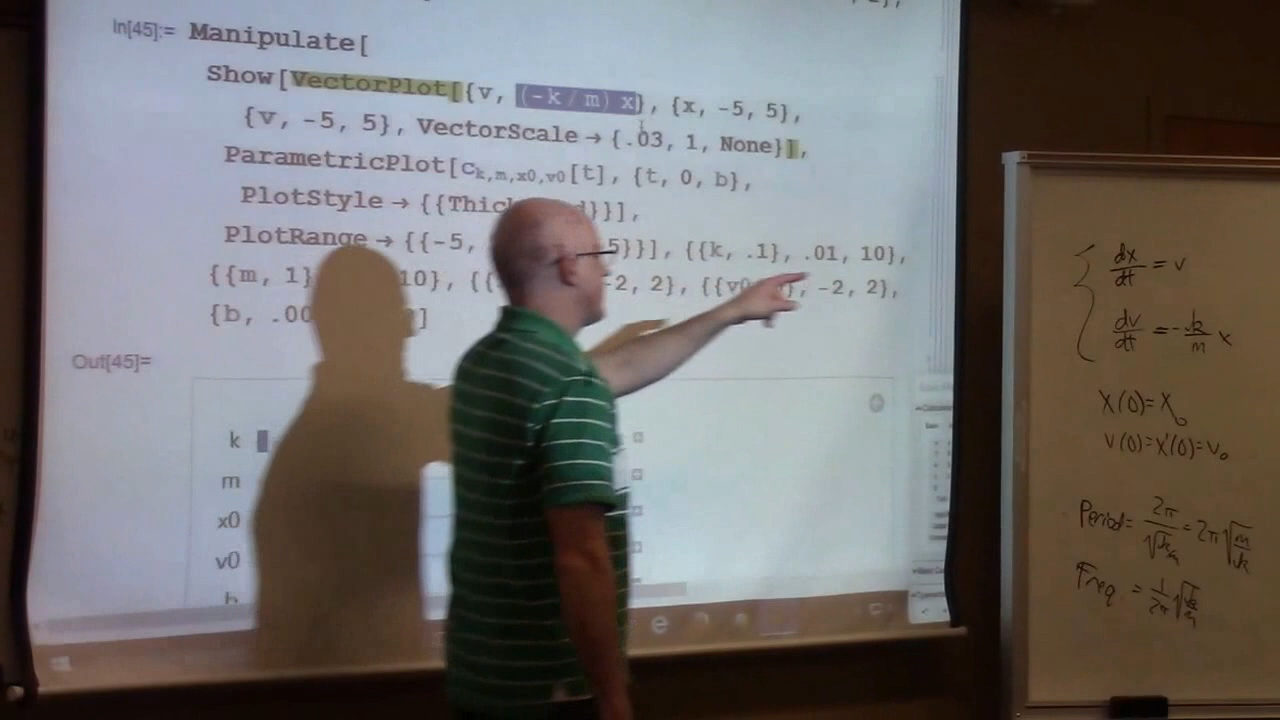 In[45]:= Manipulate[
Show[VectorPlot[{v, (-k / m) x}, {x, -5, 5},
{v, -5, 5}, VectorScale → {.03, 1, None}],
ParametricPlot[c k,m,x0,v0 [t], {t, 0, b},
PlotStyle → {{Thick d}}],
PlotRange → {{-5, 5}}], {{k, .1}, .01, 10},
{{m, 1} 10}, {{ -2, 2}, {{v0 }, -2, 2},
{b, .00 ]
Out[45]=
k
m
x0
v0
b
dx/dt = v
dv/dt = -k/m x
x(0) = x₀
v(0) = x'(0) = v₀
Period = 2π/√(k/m) = 2π√(m/k)
Freq. = 1/2π √(k/m)